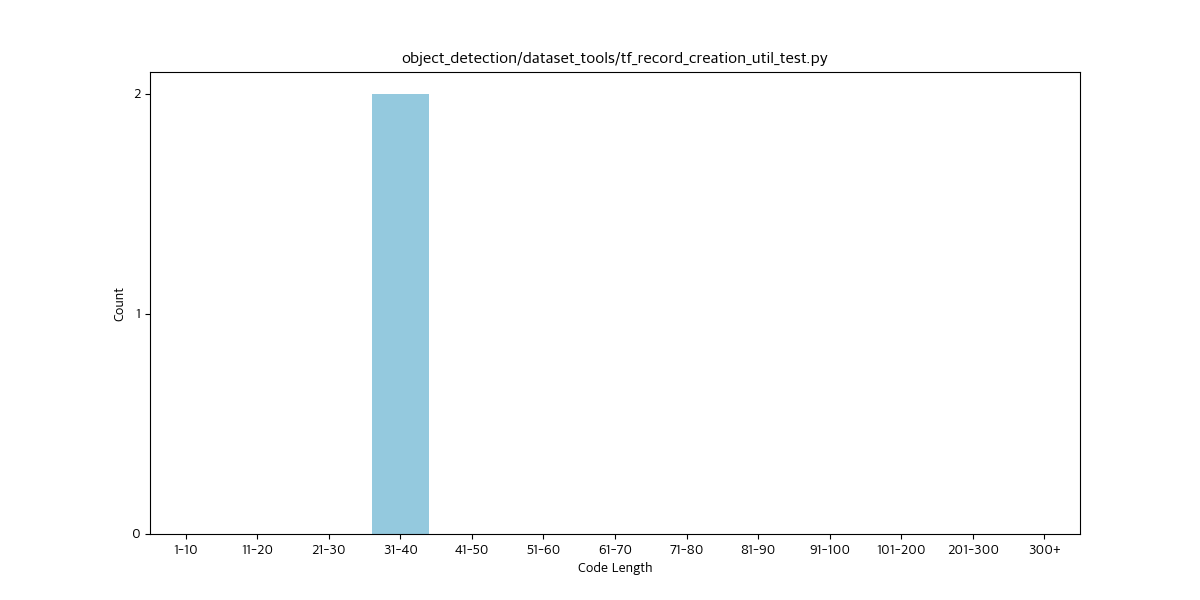 object_detection/dataset_tools/tf_record_creation_util_test.py
2
1
0
Count
1-10 11-20 21-30 31-40 41-50 51-60 61-70 71-80 81-90 91-100 101-200 201-300 300+
Code Length